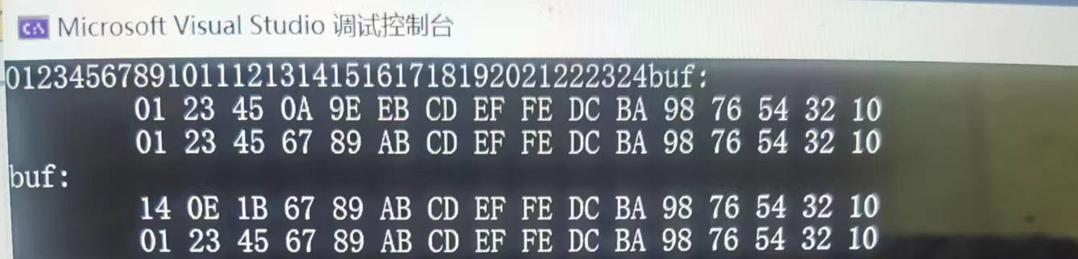 C:\ Microsoft Visual Studio 调试控制台
0123456789101112131415161718192021222324buf:
01 23 45 0A 9E EB CD EF FE DC BA 98 76 54 32 10
01 23 45 67 89 AB CD EF FE DC BA 98 76 54 32 10
buf:
14 0E 1B 67 89 AB CD EF FE DC BA 98 76 54 32 10
01 23 45 67 89 AB CD EF FE DC BA 98 76 54 32 10